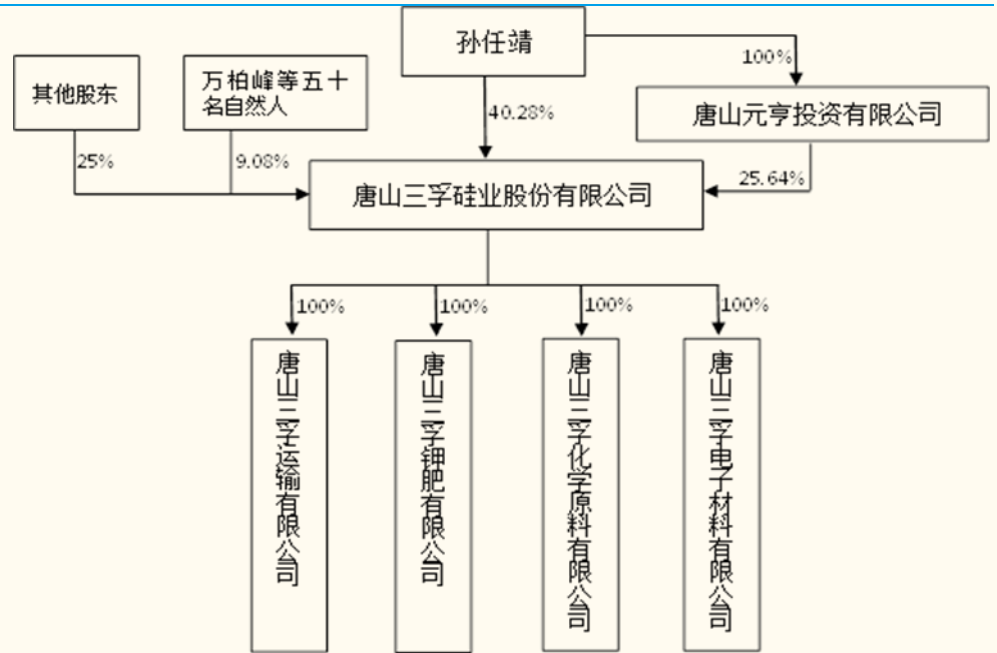 孙任靖
100%
其他股东
万柏峰等五十
名自然人
40.28%
唐山元亨投资有限公司
25%
9.08%
25.64%
唐山三孚硅业股份有限公司
100%
100%
100%
100%
唐山三孚运输有限公司
唐山三孚钾肥有限公司
唐山三孚化学原料有限公司
唐山三孚电子材料有限公司